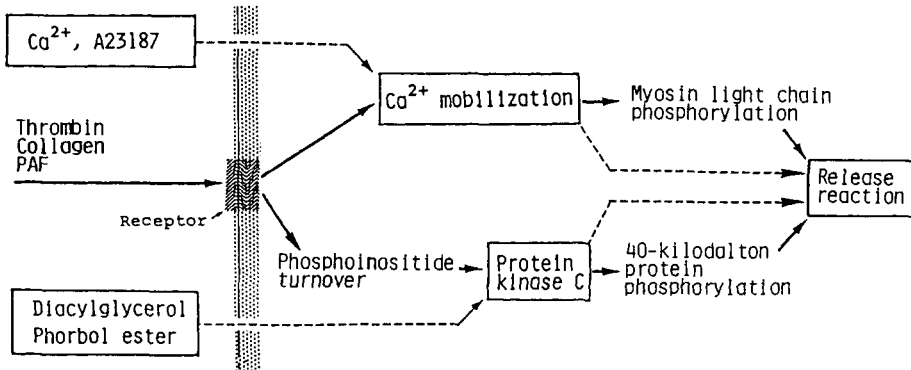 Ca2+, A23187
Ca2+ mobilization
Myosin light chain
phosphorylation
Thrombin
Collagen
PAF
Receptor
Release
reaction
Phosphoinositide
turnover
Protein
kinase C
40-kilodalton
protein
phosphorylation
Diacylglycerol
Phorbol ester